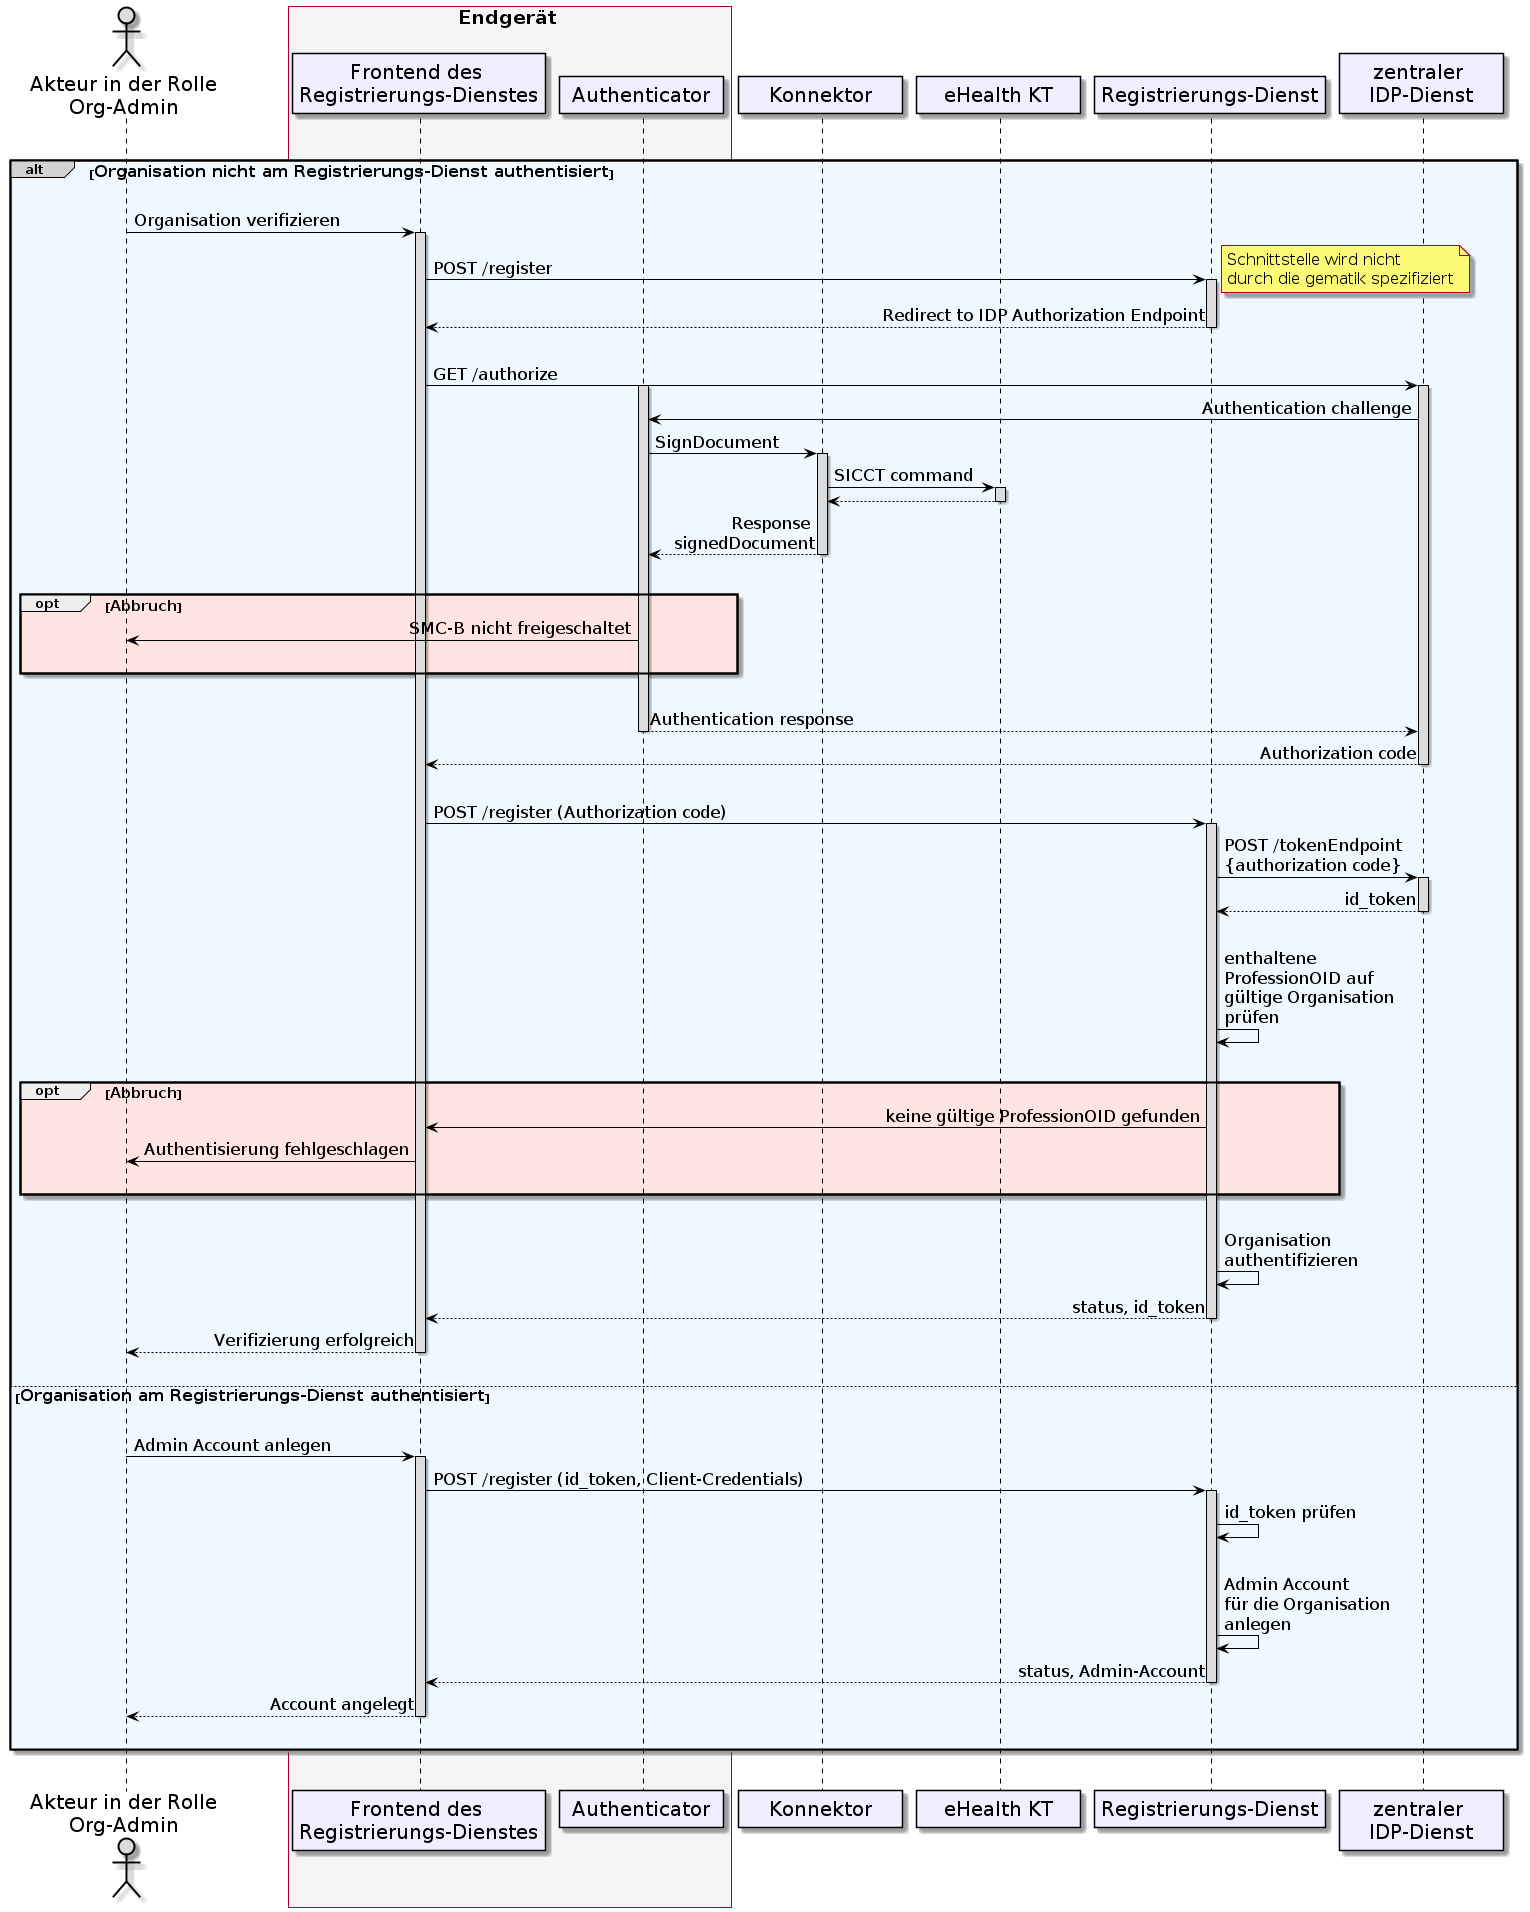 Endgerät
Akteur in der Rolle
Org-Admin
Frontend des
Registrierungs-Dienstes
Authenticator
Konnektor
eHealth KT
Registrierungs-Dienst
zentraler
IDP-Dienst
alt
[Organisation nicht am Registrierungs-Dienst authentisiert]
Organisation verifizieren
POST /register
Schnittstelle wird nicht
durch die gematik spezifiziert
Redirect to IDP Authorization Endpoint
GET /authorize
Authentication challenge
SignDocument
SICCT command
Response
signedDocument
opt
[Abbruch]
SMC-B nicht freigeschaltet
Authentication response
Authorization code
POST /register (Authorization code)
POST /tokenEndpoint
{authorization code}
id_token
enthaltene
ProfessionOID auf
gültige Organisation
prüfen
opt
[Abbruch]
keine gültige ProfessionOID gefunden
Authentisierung fehlgeschlagen
Organisation
authentifizieren
status, id_token
Verifizierung erfolgreich
[Organisation am Registrierungs-Dienst authentisiert]
Admin Account anlegen
POST /register (id_token, Client-Credentials)
id_token prüfen
Admin Account
für die Organisation
anlegen
status, Admin-Account
Account angelegt
Akteur in der Rolle
Org-Admin
Frontend des
Registrierungs-Dienstes
Authenticator
Konnektor
eHealth KT
Registrierungs-Dienst
zentraler
IDP-Dienst